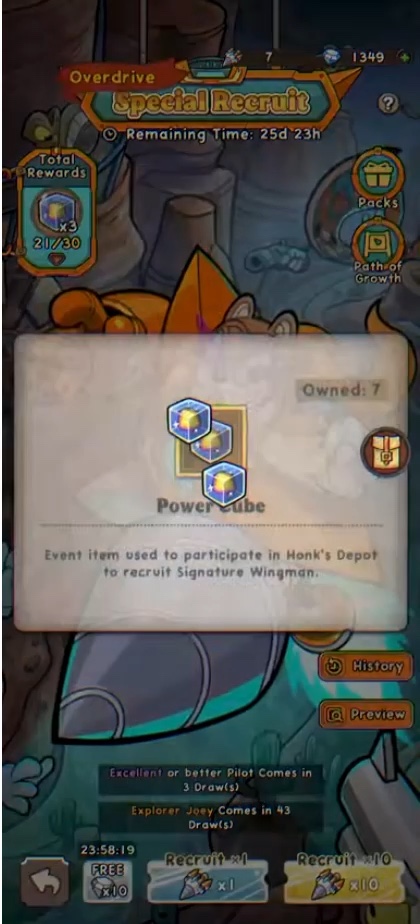 7
1349
Overdrive
Special Recruit
Remaining Time: 25d 23h
?
Total
Rewards
x3
21/30
Packs
Path of
Growth
Owned: 7
Power Cube
Event item used to participate in Honk's Depot
to recruit Signature Wingman.
History
Preview
Excellent or better Pilot Comes in
3 Draw(s)
Explorer Joey Comes in 43
Draw(s)
23:58:19
FREE
x10
Recruit x1
x1
Recruit x10
x10